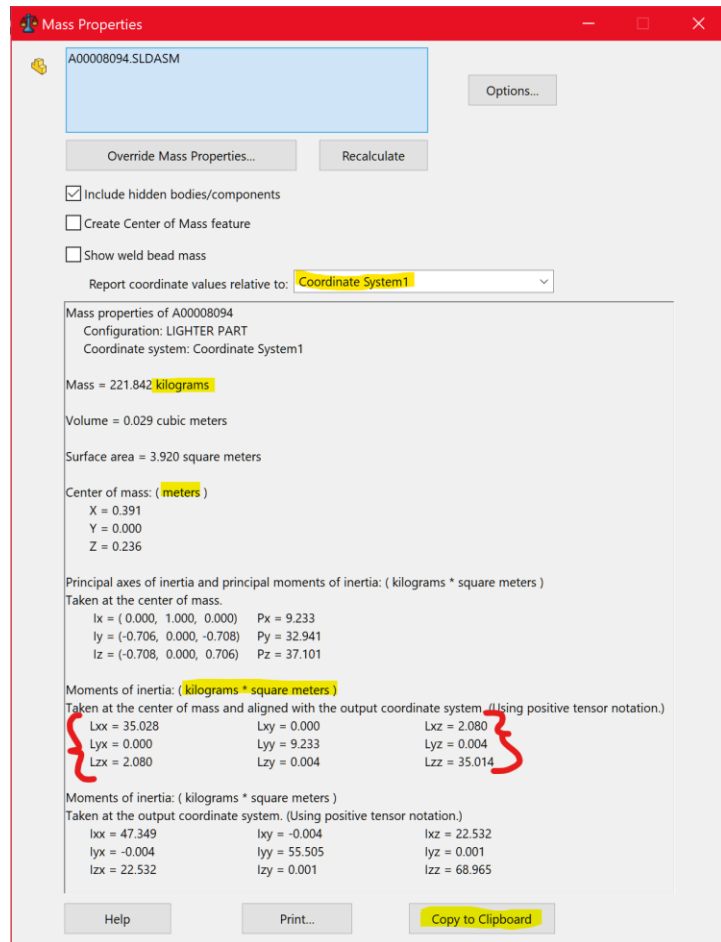 Mass Properties
A00008094.SLDASM
Options...
Override Mass Properties...
Recalculate
Include hidden bodies/components
Create Center of Mass feature
Show weld bead mass
Report coordinate values relative to: Coordinate System1
Mass properties of A00008094
Configuration: LIGHTER PART
Coordinate system: Coordinate System1
Mass = 221.842 kilograms
Volume = 0.029 cubic meters
Surface area = 3.920 square meters
Center of mass: ( meters )
X = 0.391
Y = 0.000
Z = 0.236
Principal axes of inertia and principal moments of inertia: ( kilograms * square meters )
Taken at the center of mass.
Ix = ( 0.000, 1.000, 0.000) Px = 9.233
Iy = (-0.706, 0.000, -0.708) Py = 32.941
Iz = (-0.708, 0.000, 0.706) Pz = 37.101
Moments of inertia: ( kilograms * square meters )
Taken at the center of mass and aligned with the output coordinate system. (Using positive tensor notation.)
Lxx = 35.028 Lxy = 0.000 Lxz = 2.080
Lyx = 0.000 Lyy = 9.233 Lyz = 0.004
Lzx = 2.080 Lzy = 0.004 Lzz = 35.014
Moments of inertia: ( kilograms * square meters )
Taken at the output coordinate system. (Using positive tensor notation.)
Ixx = 47.349 Ixy = -0.004 Ixz = 22.532
Iyx = -0.004 Iyy = 55.505 Iyz = 0.001
Izx = 22.532 Izy = 0.001 Izz = 68.965
Help
Print...
Copy to Clipboard